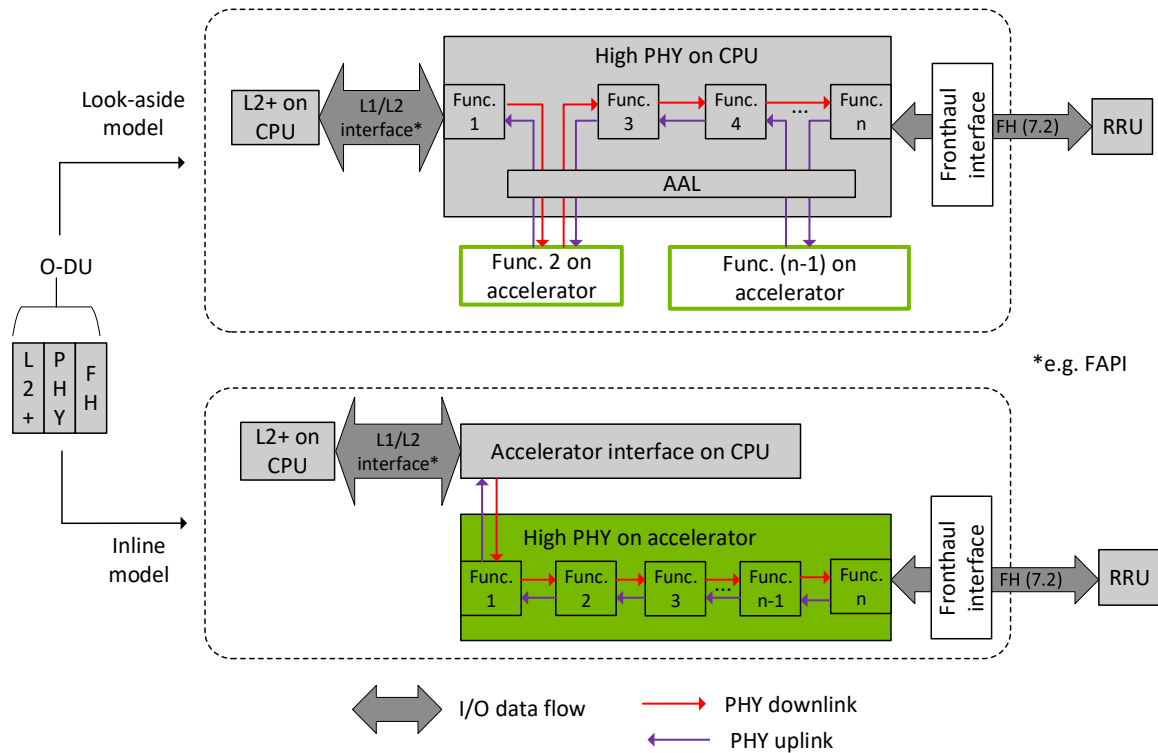 High PHY on CPU
Look-aside
model
L2+ on
CPU
L1/L2
interface*
Func.
1
Func.
3
Func.
4
...
Func.
n
AAL
Func. 2 on
accelerator
Func. (n-1) on
accelerator
Fronthaul
interface
FH (7.2)
RRU
O-DU
L
2
+
P
H
Y
F
H
*e.g. FAPI
Inline
model
L2+ on
CPU
L1/L2
interface*
Accelerator interface on CPU
High PHY on accelerator
Func.
1
Func.
2
Func.
3
...
Func.
n-1
Func.
n
Fronthaul
interface
FH (7.2)
RRU
I/O data flow
PHY downlink
PHY uplink